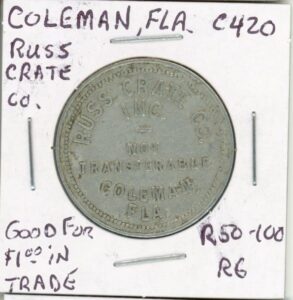 COLEMAN, FLA. C420
RUSS
CRATE
CO.
RUSS CRATE CO.
INC.
NON
TRANSFERABLE
COLEMAN,
FLA.
GOOD FOR
$1.00 IN
TRADE
R50-100
R6